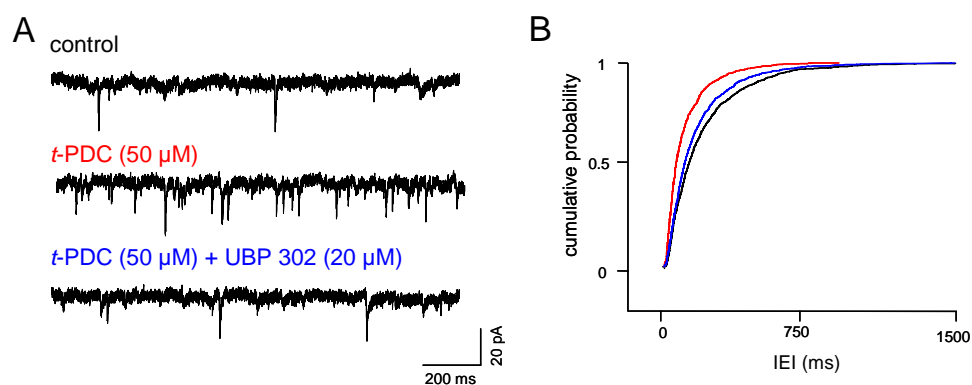 A
control
t-PDC (50 µM)
t-PDC (50 µM) + UBP 302 (20 µM)
20 pA
200 ms
B
cumulative probability
1
0.5
0
0
750
1500
IEI (ms)